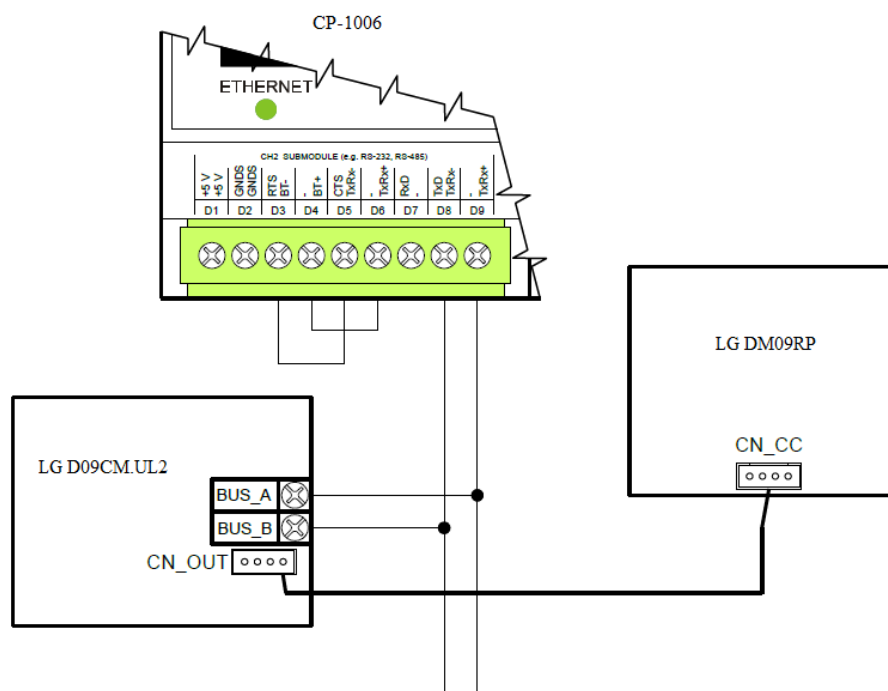 CP-1006
ETHERNET
CH2 SUBMODULE (e.g. RS-232, RS-485)
+5 V +5 V
GNDS GNDS
RTS BT-
- BT+
CTS TxRx-
- TxRx+
RxD -
TxD TxRx-
- TxRx+
D1 D2 D3 D4 D5 D6 D7 D8 D9
LG DM09RP
CN_CC
LG D09CM.UL2
BUS_A
BUS_B
CN_OUT